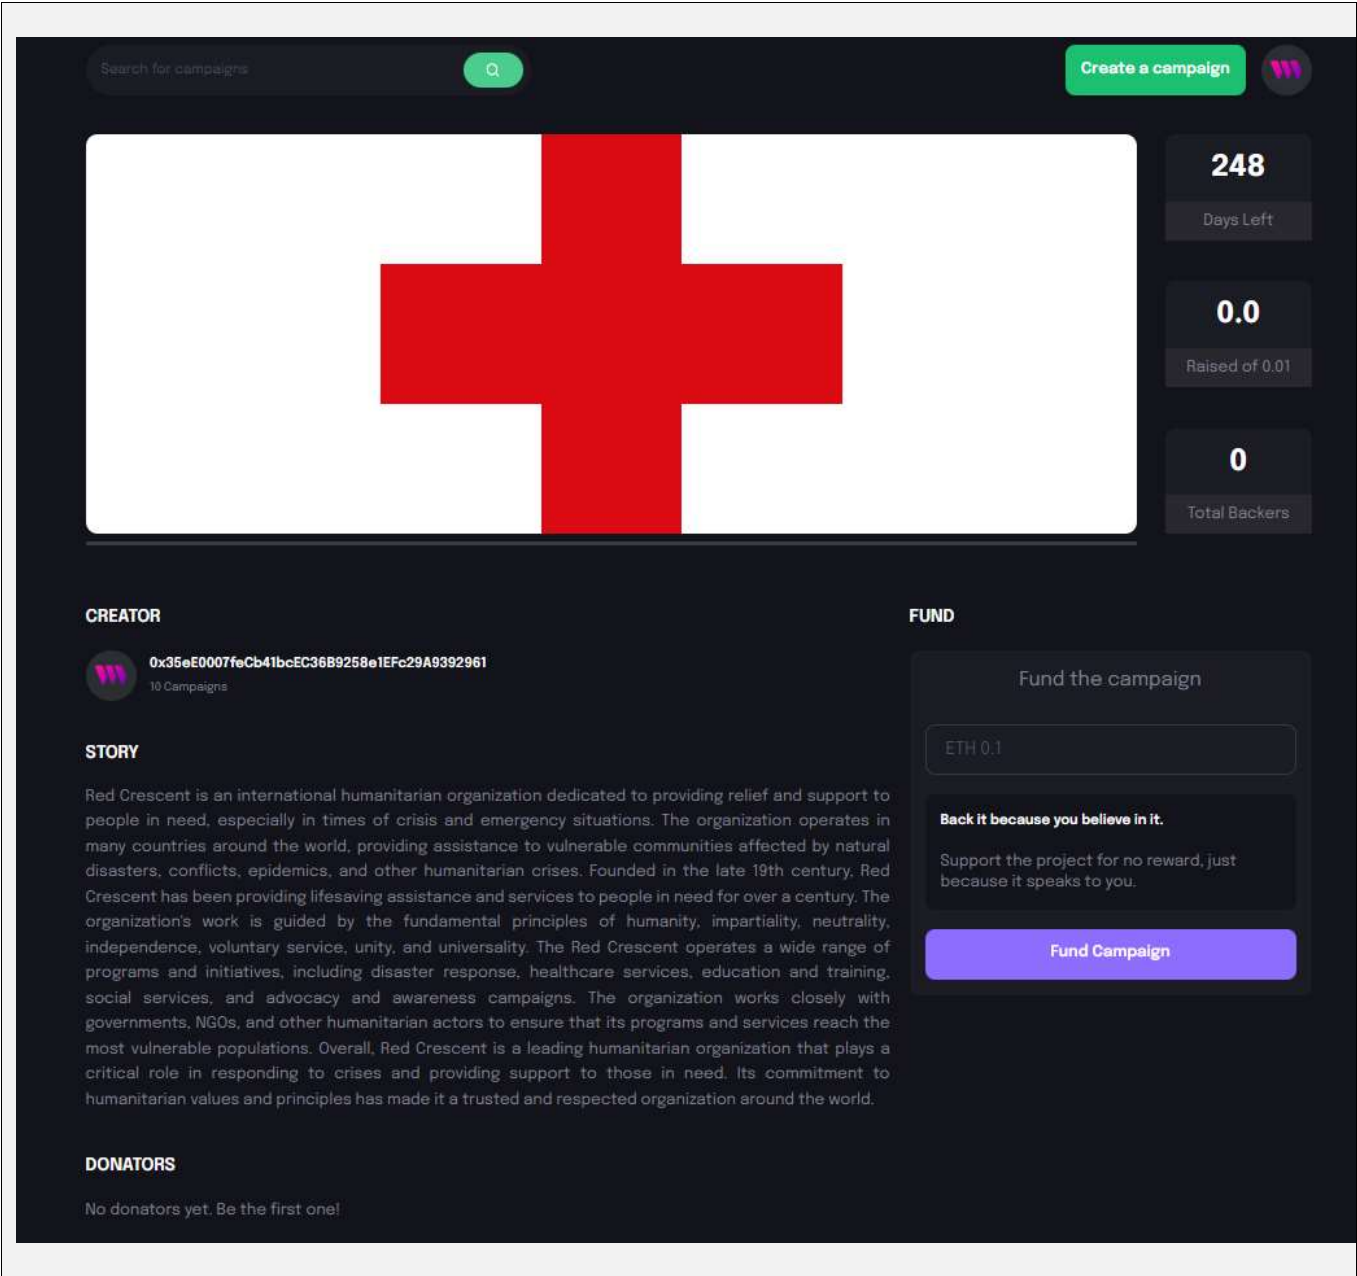 Search for campaigns
Create a campaign
248
Days Left
0.0
Raised of 0.01
0
Total Backers
CREATOR
0x35eE0007feCb41bcEC36B9258e1EFc29A9392961
10 Campaigns
STORY
Red Crescent is an international humanitarian organization dedicated to providing relief and support to
people in need, especially in times of crisis and emergency situations. The organization operates in
many countries around the world, providing assistance to vulnerable communities affected by natural
disasters, conflicts, epidemics, and other humanitarian crises. Founded in the late 19th century, Red
Crescent has been providing lifesaving assistance and services to people in need for over a century. The
organization's work is guided by the fundamental principles of humanity, impartiality, neutrality,
independence, voluntary service, unity, and universality. The Red Crescent operates a wide range of
programs and initiatives, including disaster response, healthcare services, education and training,
social services, and advocacy and awareness campaigns. The organization works closely with
governments, NGOs, and other humanitarian actors to ensure that its programs and services reach the
most vulnerable populations. Overall, Red Crescent is a leading humanitarian organization that plays a
critical role in responding to crises and providing support to those in need. Its commitment to
humanitarian values and principles has made it a trusted and respected organization around the world.
DONATORS
No donators yet. Be the first one!
FUND
Fund the campaign
ETH 0.1
Back it because you believe in it.
Support the project for no reward, just
because it speaks to you.
Fund Campaign